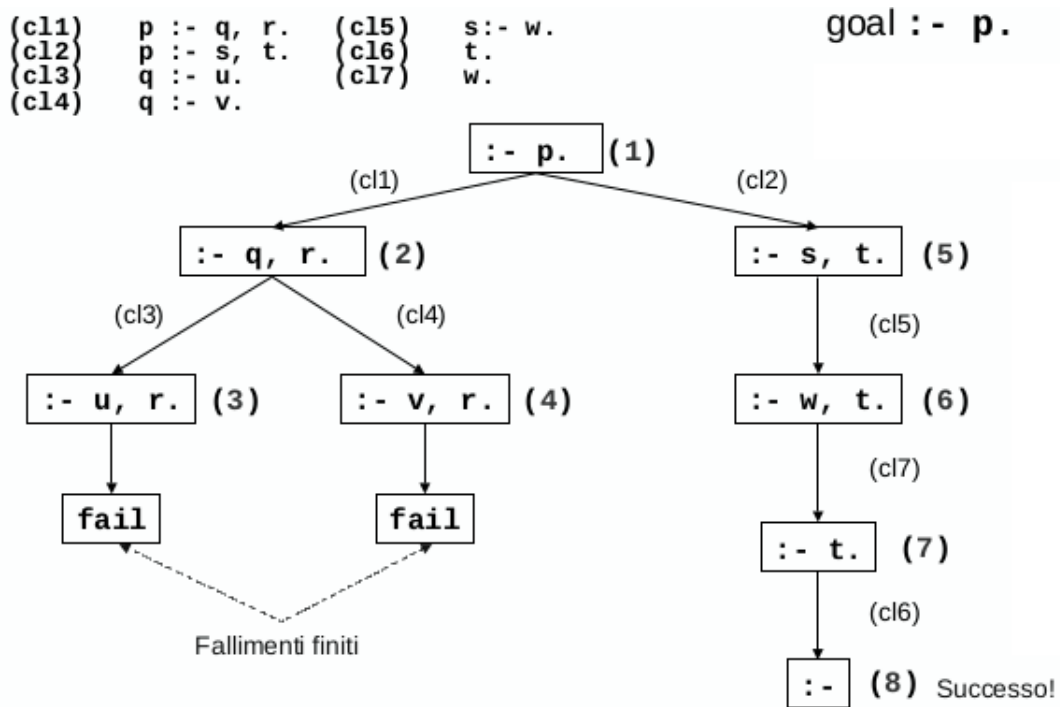 (cl1) p :- q, r. (cl5) s:- w. goal :- p.
(cl2) p :- s, t. (cl6) t.
(cl3) q :- u. (cl7) w.
(cl4) q :- v.
:- p. (1)
(cl1) (cl2)
:- q, r. (2) :- s, t. (5)
(cl3) (cl4) (cl5)
:- u, r. (3) :- v, r. (4) :- w, t. (6)
(cl7)
fail fail
:- t. (7)
(cl6)
Fallimenti finiti
:- (8) Successo!